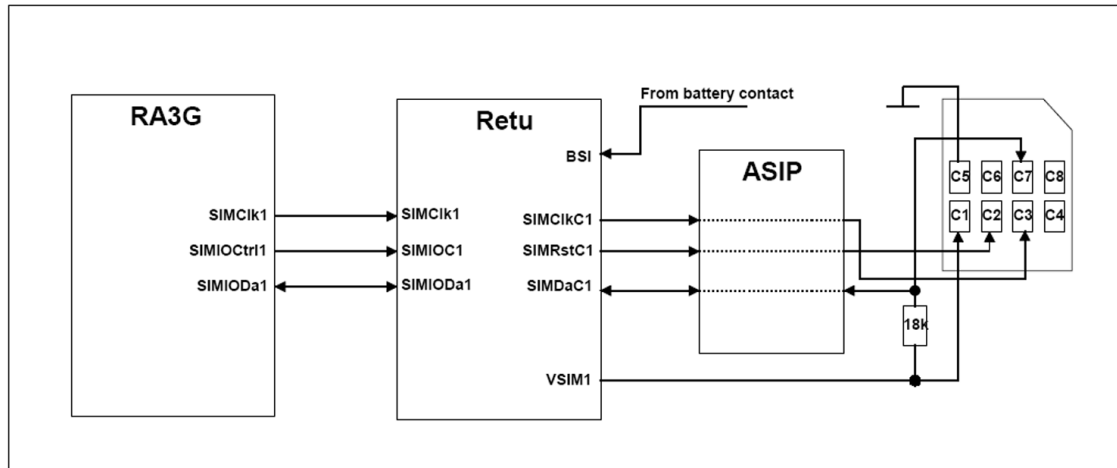 From battery contact
RA3G
Retu
BSI
ASIP
C5 C6 C7 C8
C1 C2 C3 C4
SIMClk1
SIMClk1
SIMClkC1
SIMIOCtrl1
SIMIOC1
SIMRstC1
SIMIODa1
SIMIODa1
SIMDaC1
18k
VSIM1